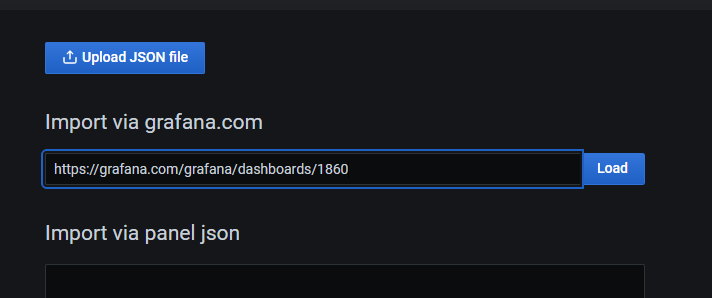 Upload JSON file
Import via grafana.com
https://grafana.com/grafana/dashboards/1860 Load
Import via panel json